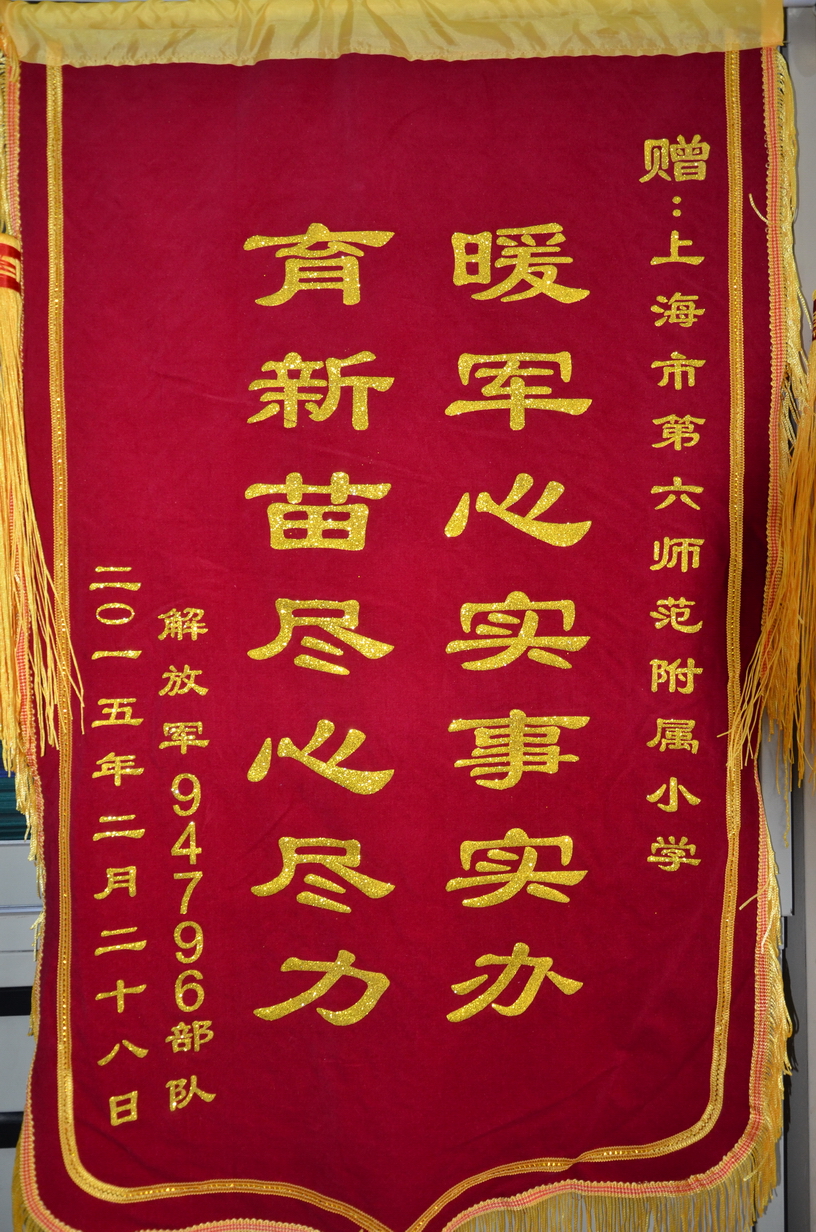 赠:上海市第六师范附属小学
暖军心实事实办
育新苗尽心尽力
解放军94796部队
二〇一五年二月二十八日